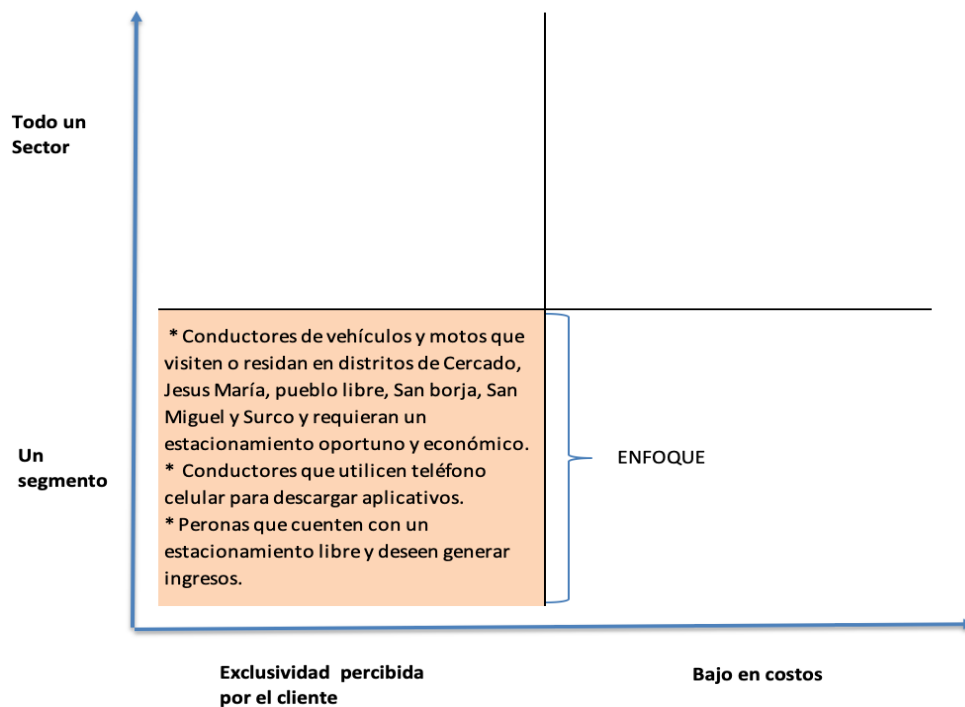 Todo un
Sector
* Conductores de vehículos y motos que
visiten o residan en distritos de Cercado,
Jesus María, pueblo libre, San borja, San
Miguel y Surco y requieran un
estacionamiento oportuno y económico.
* Conductores que utilicen teléfono
celular para descargar aplicativos.
* Peronas que cuenten con un
estacionamiento libre y deseen generar
ingresos.
Un
segmento
ENFOQUE
Exclusividad percibida
por el cliente
Bajo en costos